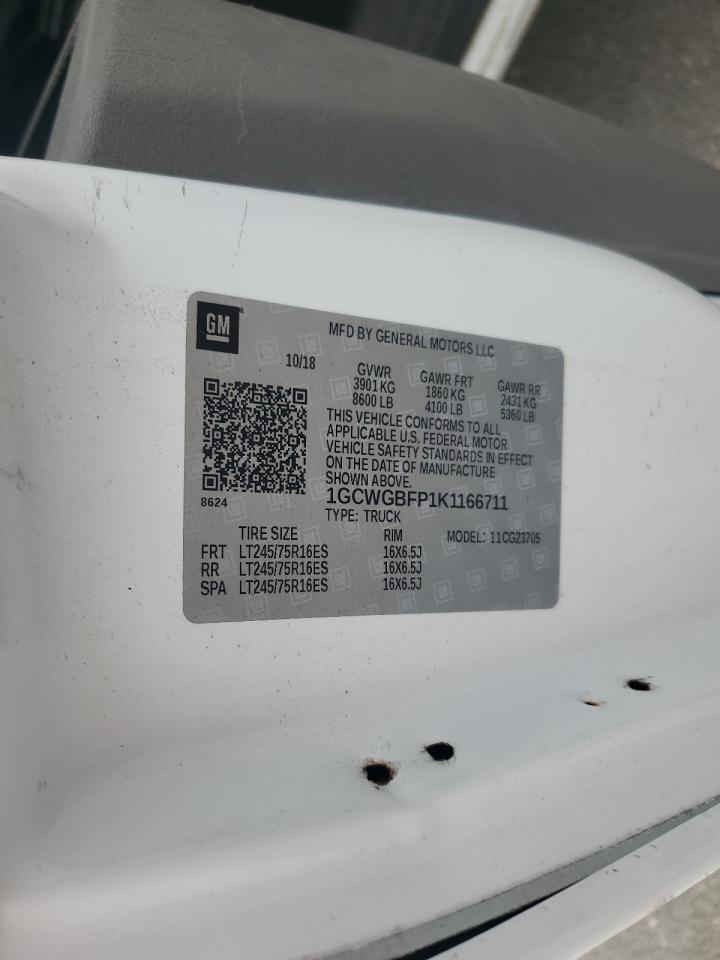 GM
MFD BY GENERAL MOTORS LLC
10/18 GVWR GAWR FRT GAWR RR
3901 KG 1860 KG 2431 KG
8600 LB 4100 LB 5360 LB
THIS VEHICLE CONFORMS TO ALL
APPLICABLE U.S. FEDERAL MOTOR
VEHICLE SAFETY STANDARDS IN EFFECT
ON THE DATE OF MANUFACTURE
SHOWN ABOVE.
8624 1GCWGBFP1K1166711
TYPE: TRUCK
TIRE SIZE RIM MODEL: 11CG23705
FRT LT245/75R16ES 16X6.5J
RR LT245/75R16ES 16X6.5J
SPA LT245/75R16ES 16X6.5J